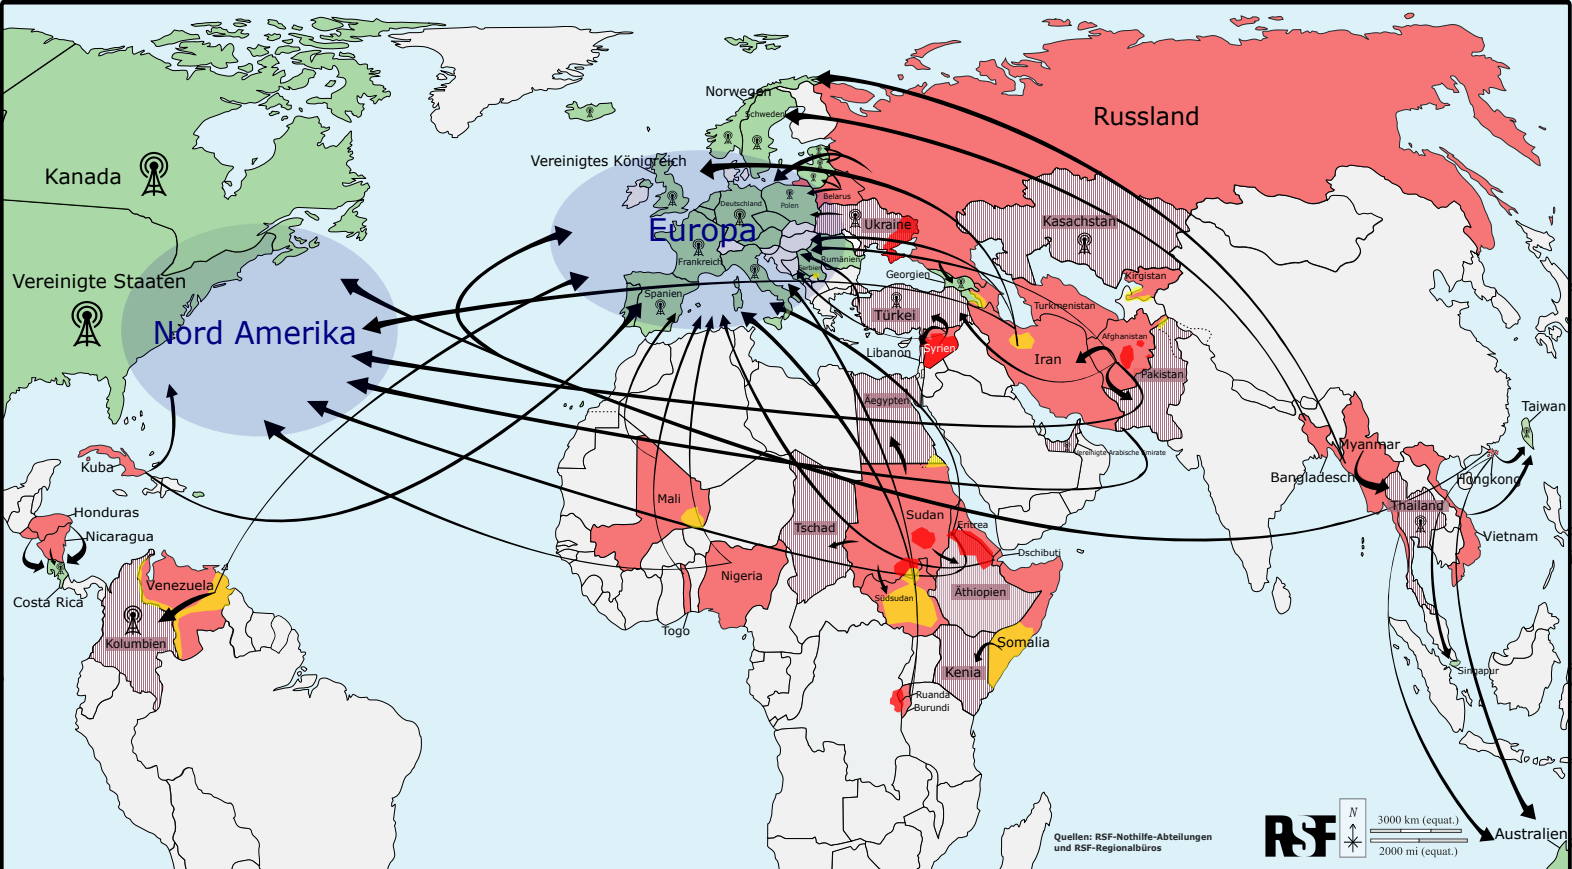 Norwegen
Schweden
Russland
Vereinigtes Königreich
Kanada
Deutschland
Polen
Belarus
Europa
Ukraine
Kasachstan
Frankreich
Rumänien
Serbien
Georgien
Kirgistan
Vereinigte Staaten
Spanien
Türkei
Turkmenistan
Nord Amerika
Libanon
Syrien
Iran
Afghanistan
Pakistan
Ägypten
Taiwan
Kuba
Myanmar
Vereinigte Arabische Emirate
Bangladesch
Hongkong
Mali
Honduras
Thailand
Nicaragua
Tschad
Sudan
Eritrea
Vietnam
Dschibuti
Venezuela
Nigeria
Äthiopien
Costa Rica
Südsudan
Togo
Kolumbien
Somalia
Kenia
Singapur
Ruanda
Burundi
Quellen: RSF-Nothilfe-Abteilungen
und RSF-Regionalbüros
RSF
N
3000 km (equat.)
2000 mi (equat.)
Australien